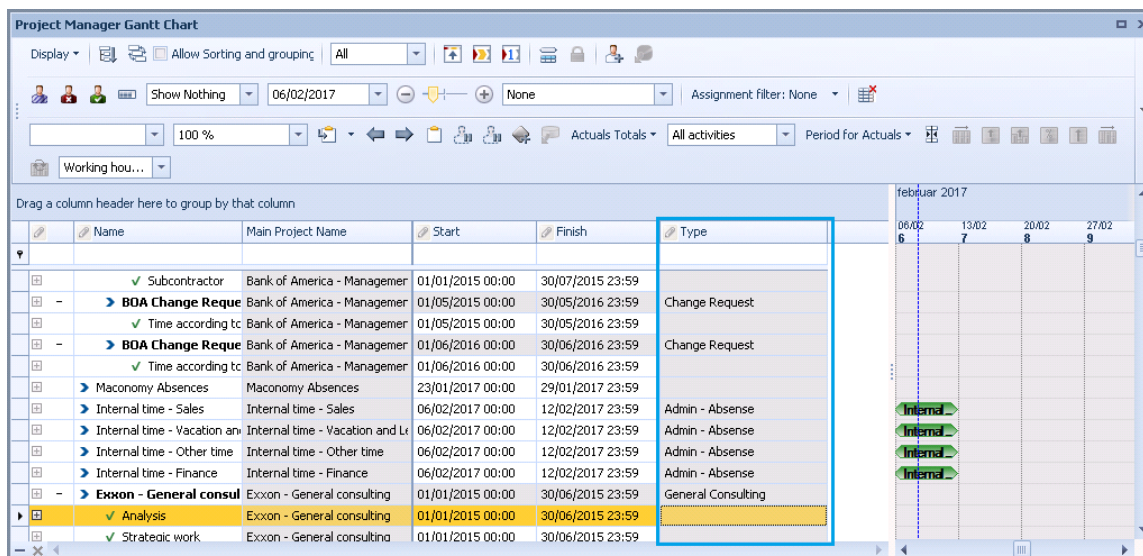 Project Manager Gantt Chart
Display Allow Sorting and grouping All
Show Nothing 06/02/2017 None Assignment filter: None
100 % Actuals Totals All activities Period for Actuals
Working hou...
Drag a column header here to group by that column
februar 2017
Name Main Project Name Start Finish Type
06/02 13/02 20/02 27/02
6 7 8 9
Subcontractor Bank of America - Managemer 01/01/2015 00:00 30/07/2015 23:59
BOA Change Reque Bank of America - Managemer 01/05/2015 00:00 30/05/2016 23:59 Change Request
Time according to Bank of America - Managemer 01/05/2015 00:00 30/05/2016 23:59
BOA Change Reque Bank of America - Managemer 01/06/2016 00:00 30/06/2016 23:59 Change Request
Time according to Bank of America - Managemer 01/06/2016 00:00 30/06/2016 23:59
Maconomy Absences Maconomy Absences 23/01/2017 00:00 29/01/2017 23:59
Internal time - Sales Internal time - Sales 06/02/2017 00:00 12/02/2017 23:59 Admin - Absense Internal_
Internal time - Vacation an Internal time - Vacation and Le 06/02/2017 00:00 12/02/2017 23:59 Admin - Absense Internal_
Internal time - Other time Internal time - Other time 06/02/2017 00:00 12/02/2017 23:59 Admin - Absense Internal_
Internal time - Finance Internal time - Finance 06/02/2017 00:00 12/02/2017 23:59 Admin - Absense Internal_
Exxon - General consul Exxon - General consulting 01/01/2015 00:00 30/06/2015 23:59 General Consulting
Analysis Exxon - General consulting 01/01/2015 00:00 30/06/2015 23:59
Strategic work Exxon - General consulting 01/01/2015 00:00 30/06/2015 23:59